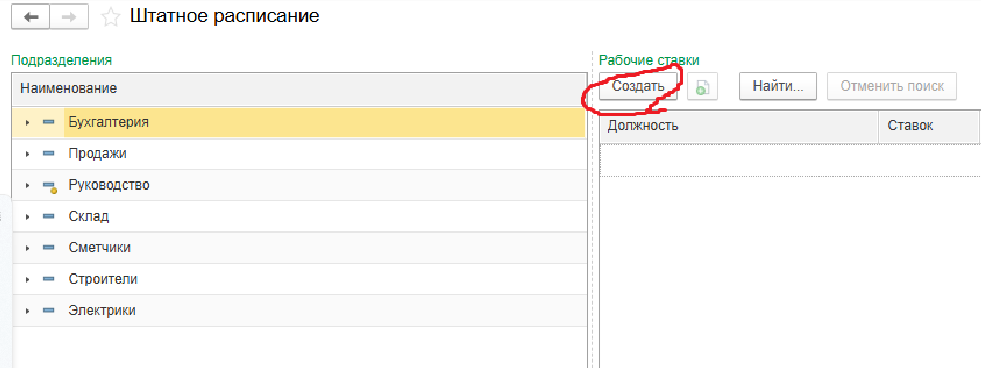 Штатное расписание
Подразделения
Наименование
Бухгалтерия
Продажи
Руководство
Склад
Сметчики
Строители
Электрики
Рабочие ставки
Создать Найти... Отменить поиск
Должность Ставок